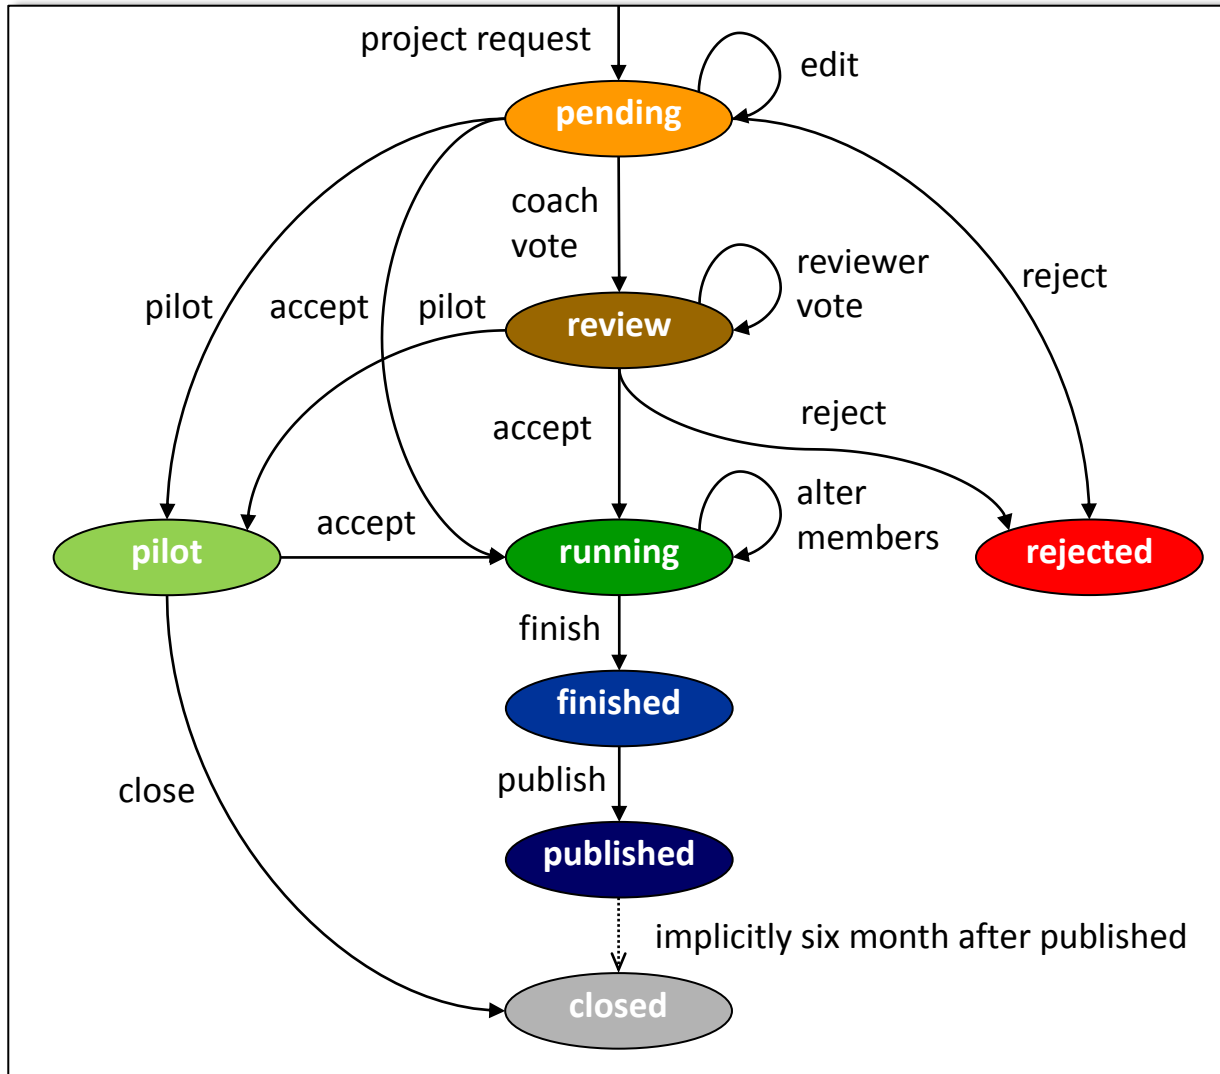 project request
edit
pending
coach
vote
reviewer
vote
reject
pilot
accept
pilot
review
accept
reject
alter
members
accept
pilot
running
rejected
finish
finished
publish
close
published
implicitly six month after published
closed